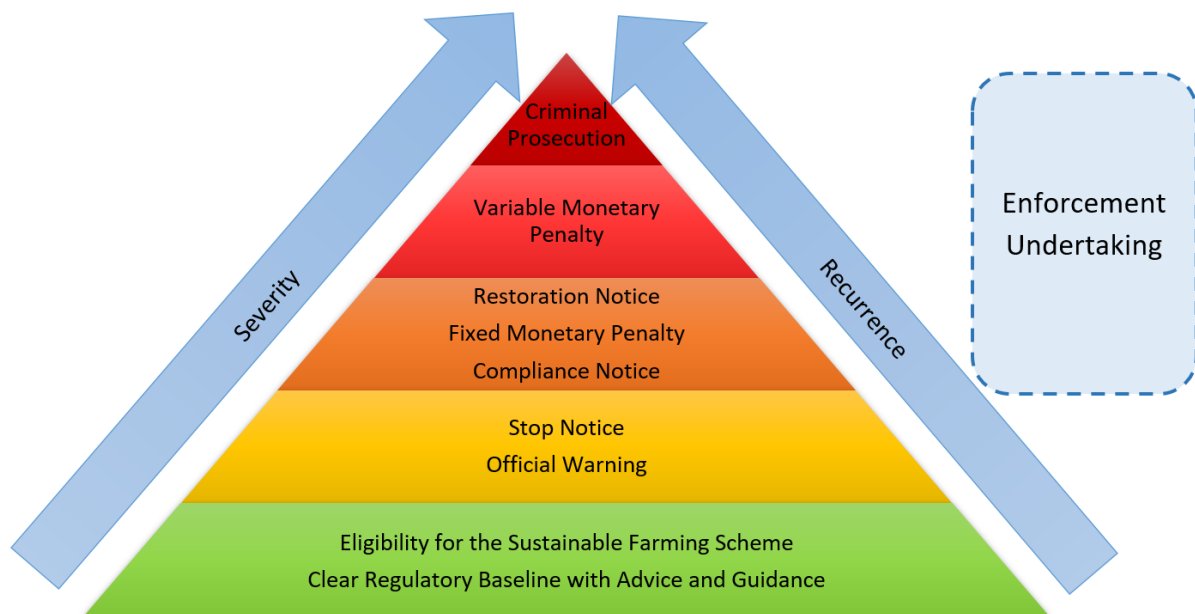 Criminal
Prosecution
Variable Monetary
Penalty
Restoration Notice
Fixed Monetary Penalty
Compliance Notice
Stop Notice
Official Warning
Eligibility for the Sustainable Farming Scheme
Clear Regulatory Baseline with Advice and Guidance
Severity
Recurrence
Enforcement
Undertaking